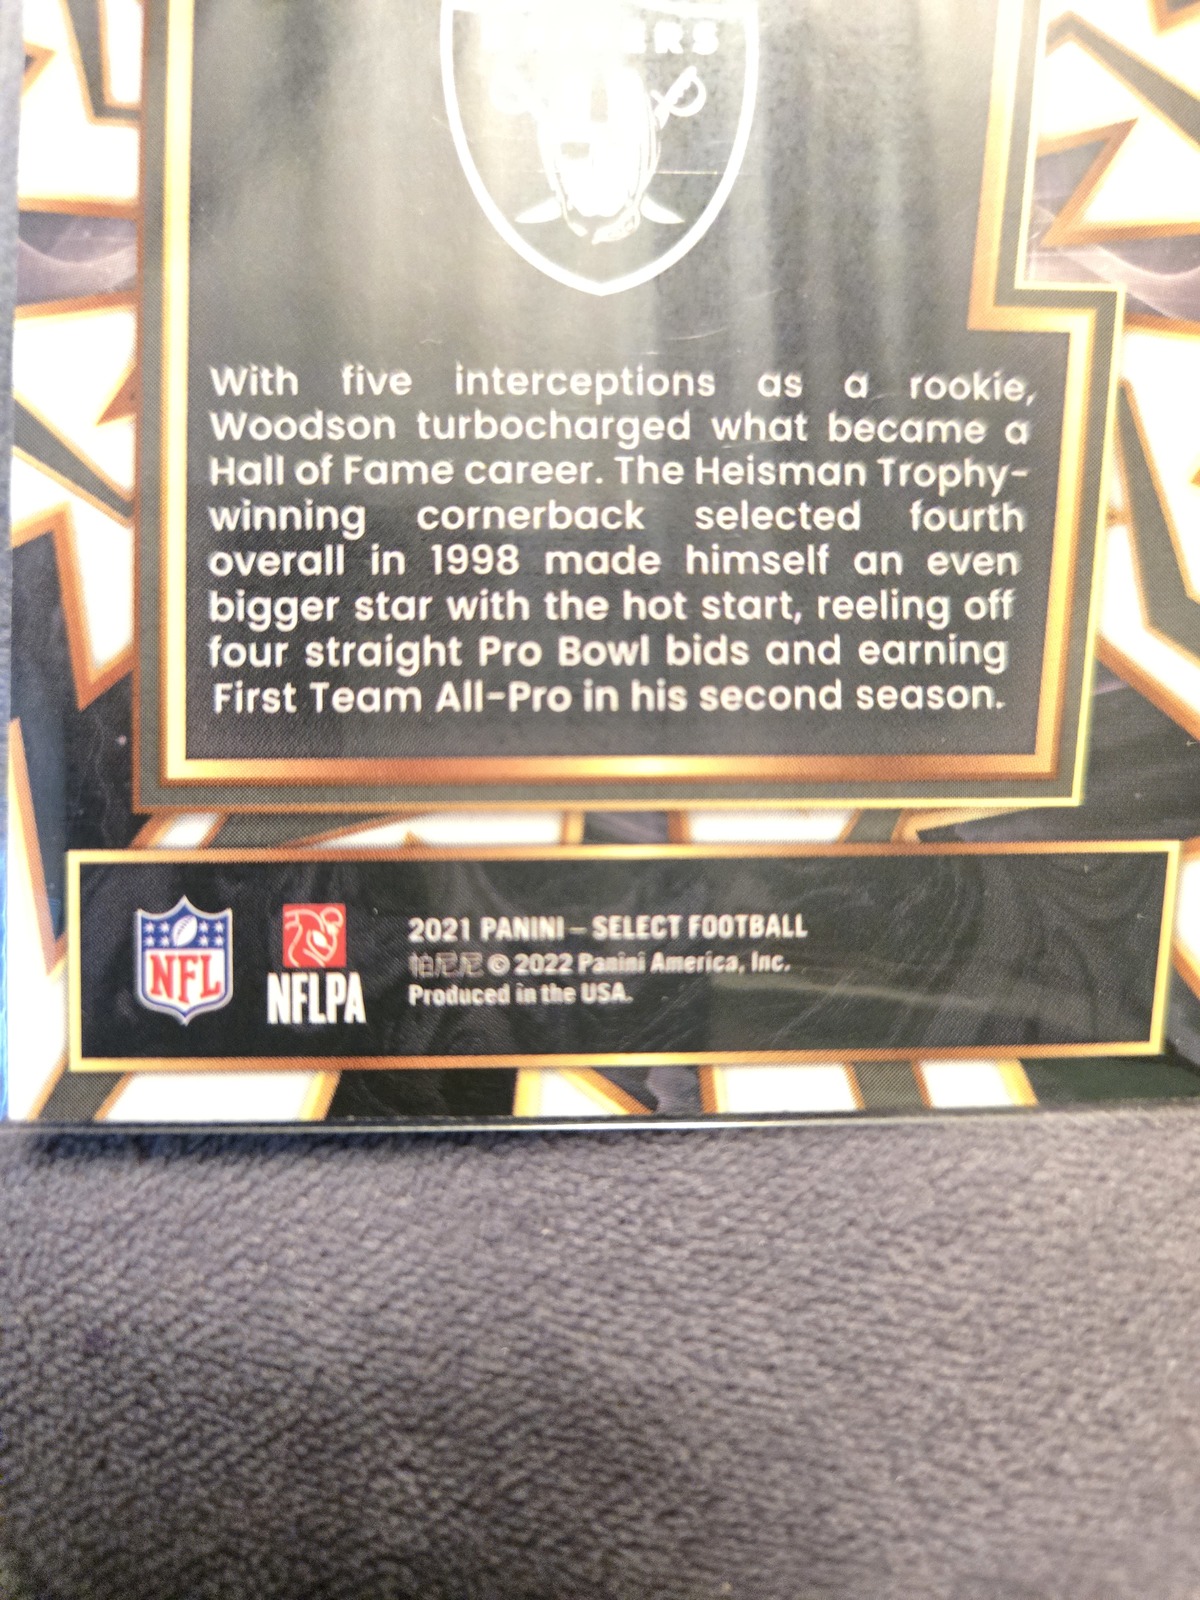 With five interceptions as a rookie,
Woodson turbocharged what became a
Hall of Fame career. The Heisman Trophy-
winning cornerback selected fourth
overall in 1998 made himself an even
bigger star with the hot start, reeling off
four straight Pro Bowl bids and earning
First Team All-Pro in his second season.
NFL
NFLPA
2021 PANINI – SELECT FOOTBALL
帕尼尼 © 2022 Panini America, Inc.
Produced in the USA.